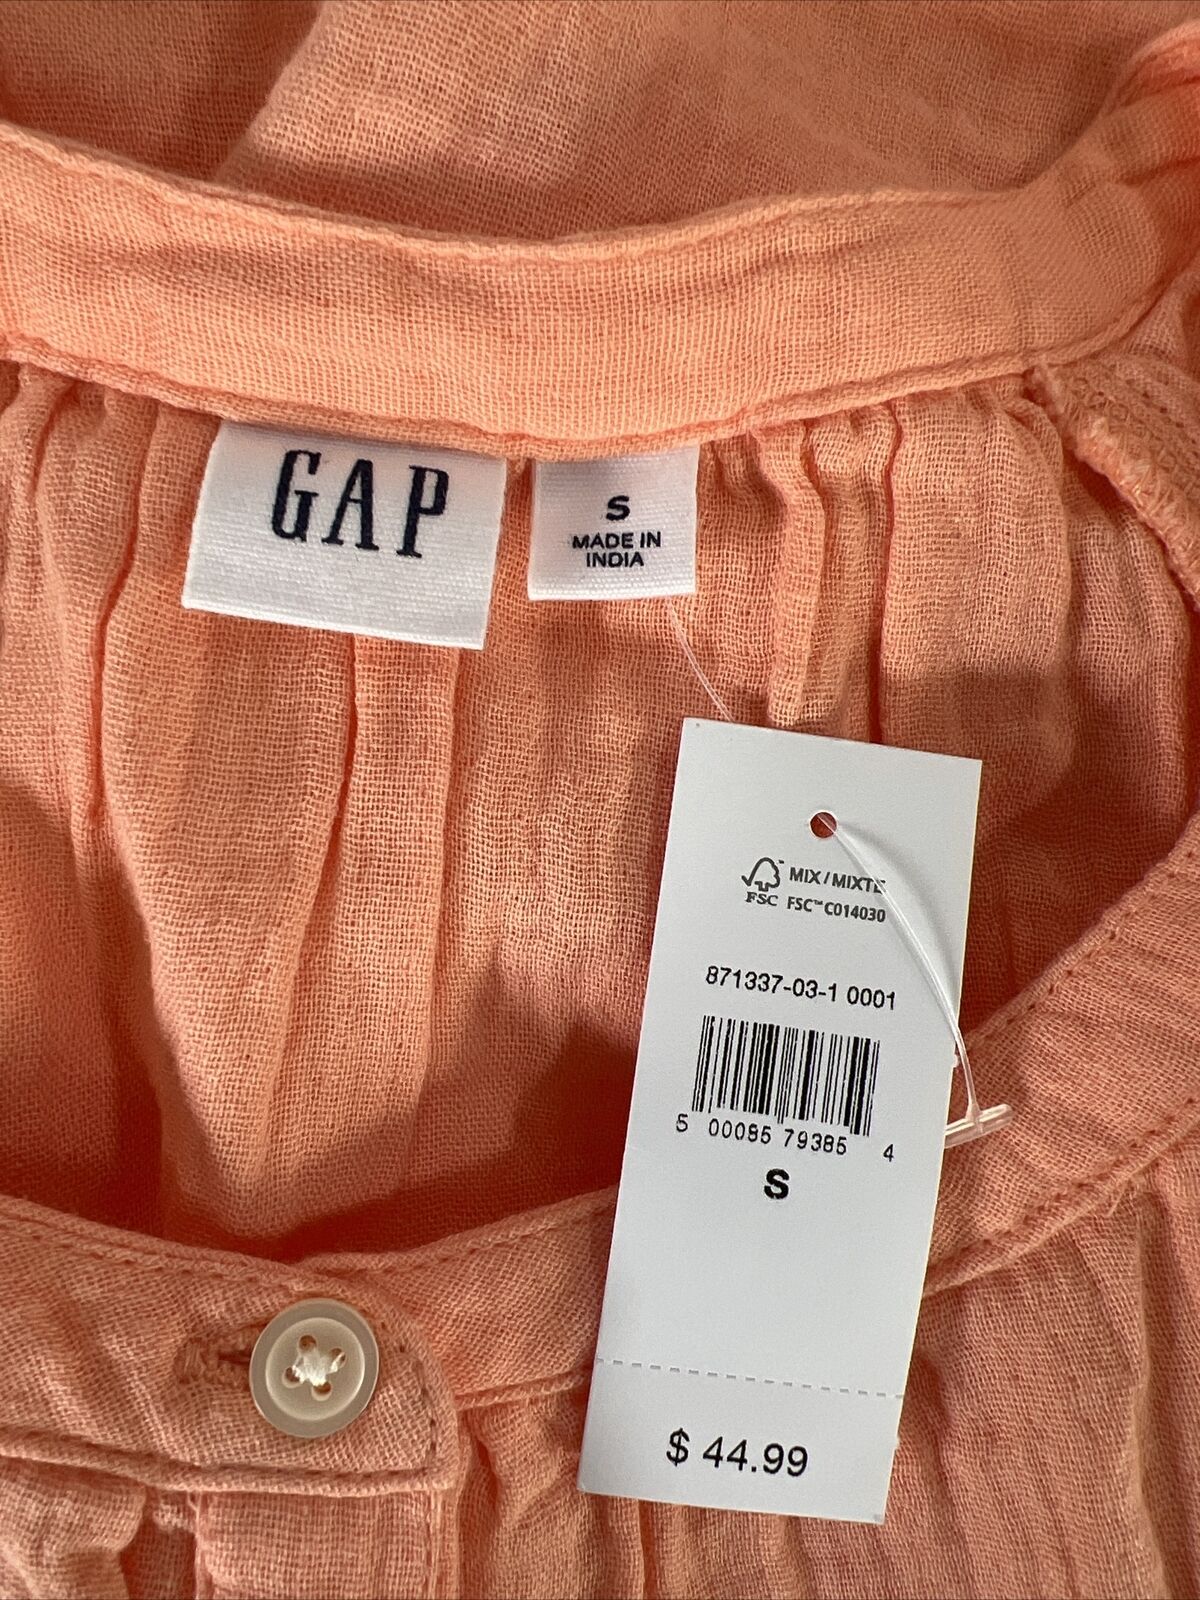 GAP
S
MADE IN
INDIA
MIX/MIXTE
FSC FSC™ C014030
871337-03-1 0001
5 00085 79385 4
S
$ 44.99